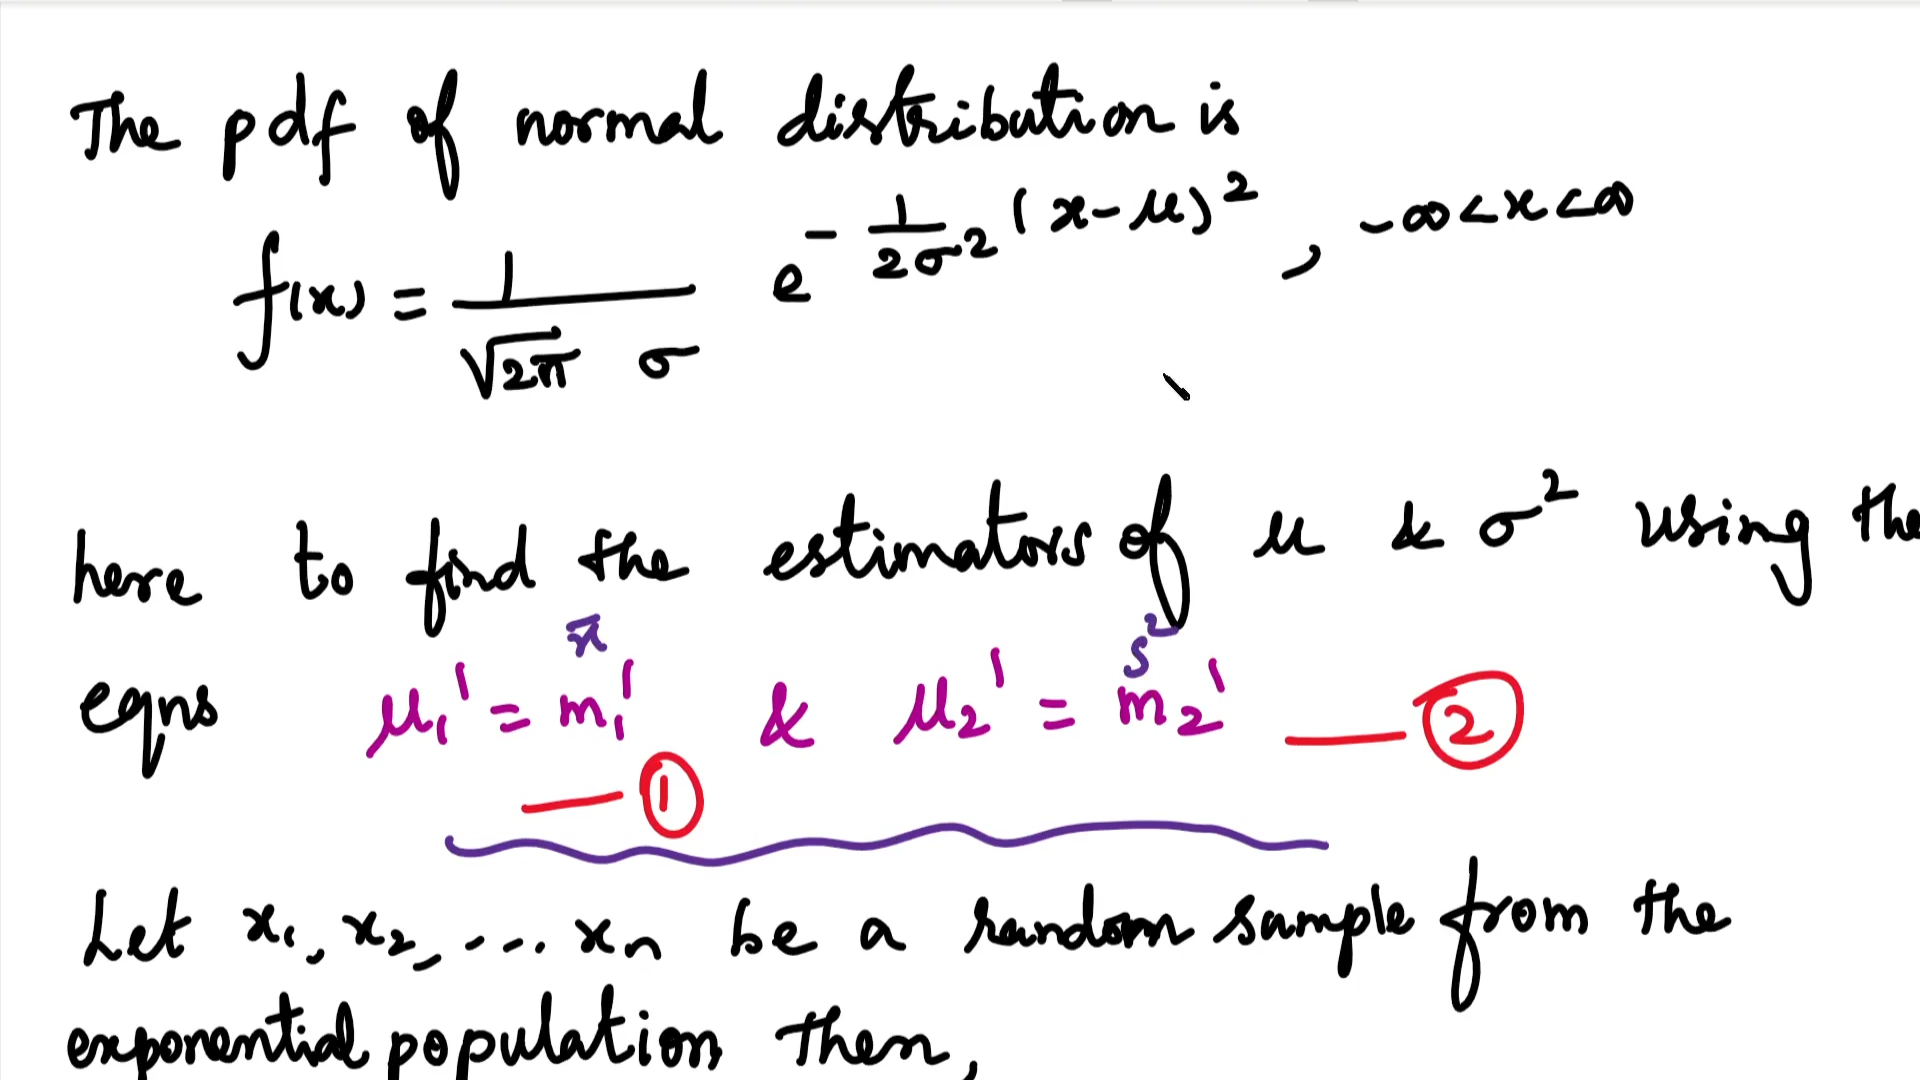 The pdf of normal distribution is
f(x) = 1/(√2π σ) e^(- 1/(2σ^2) (x-μ)^2), -∞<x<∞
here to find the estimators of μ & σ² using the
x̄ s²
eqns μ₁' = m₁' & μ₂' = m₂' — ②
— ①
Let x₁, x₂, ... xn be a random sample from the
exponential population then,